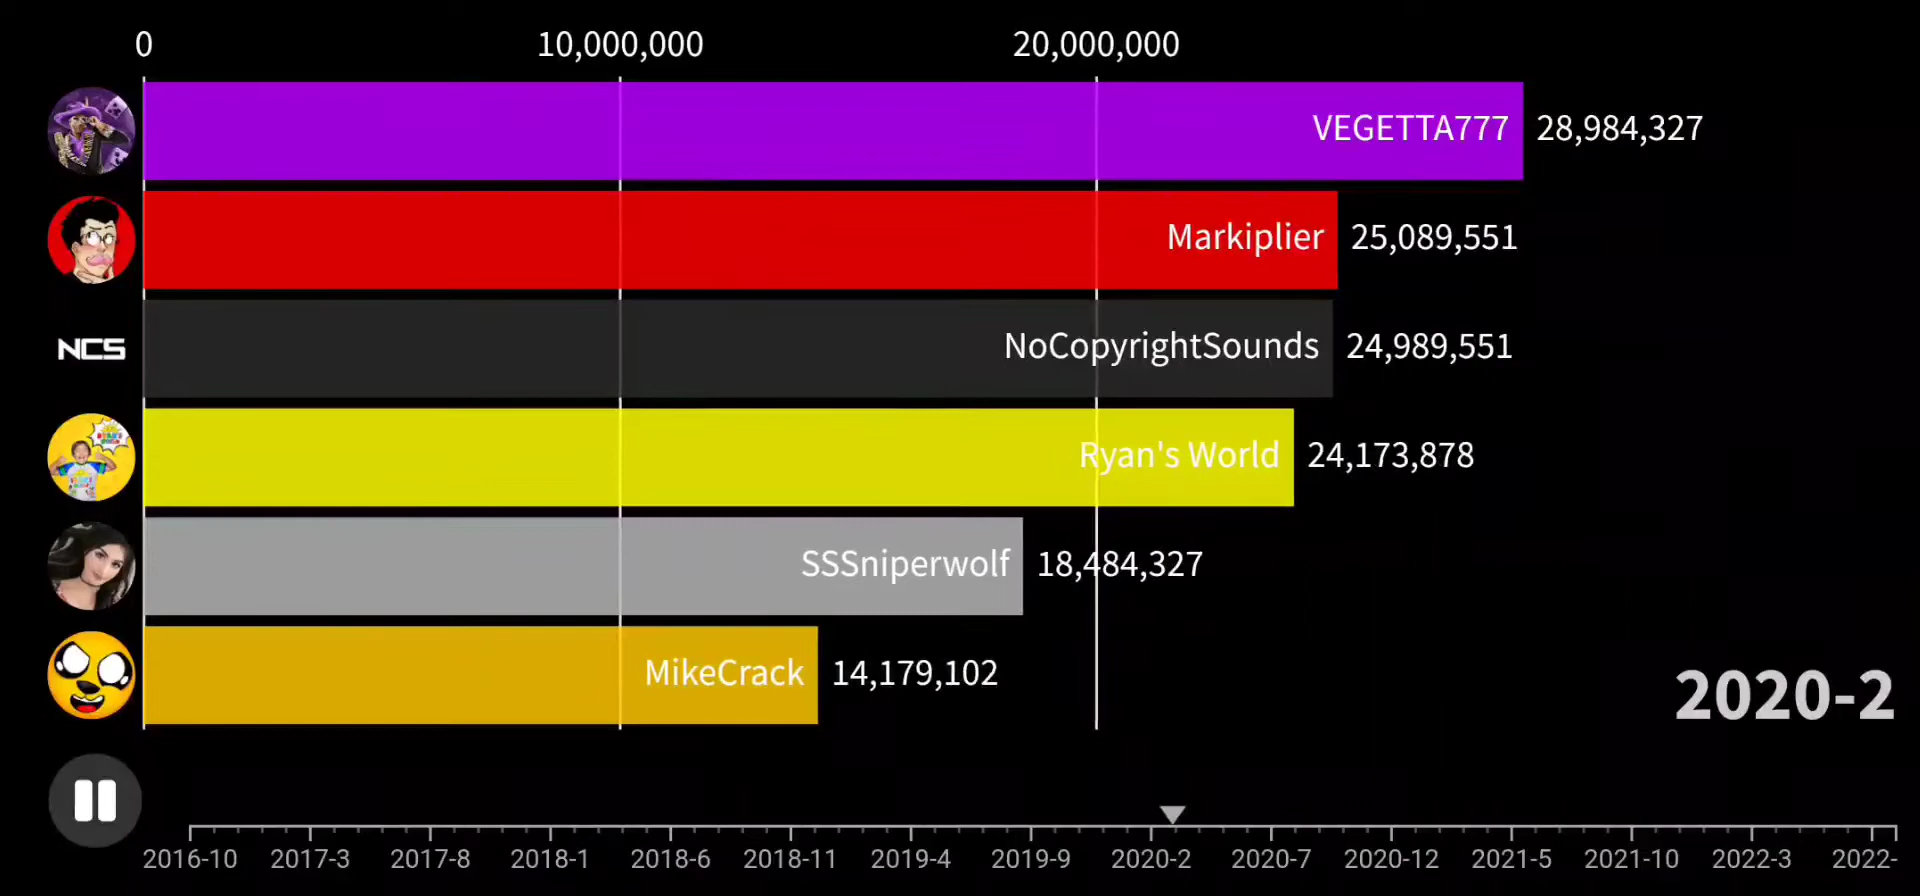 0 10,000,000 20,000,000
VEGETTA777 28,984,327
Markiplier 25,089,551
NCS NoCopyrightSounds 24,989,551
Ryan's World 24,173,878
SSSniperwolf 18,484,327
MikeCrack 14,179,102
2020-2
2016-10 2017-3 2017-8 2018-1 2018-6 2018-11 2019-4 2019-9 2020-2 2020-7 2020-12 2021-5 2021-10 2022-3 2022-